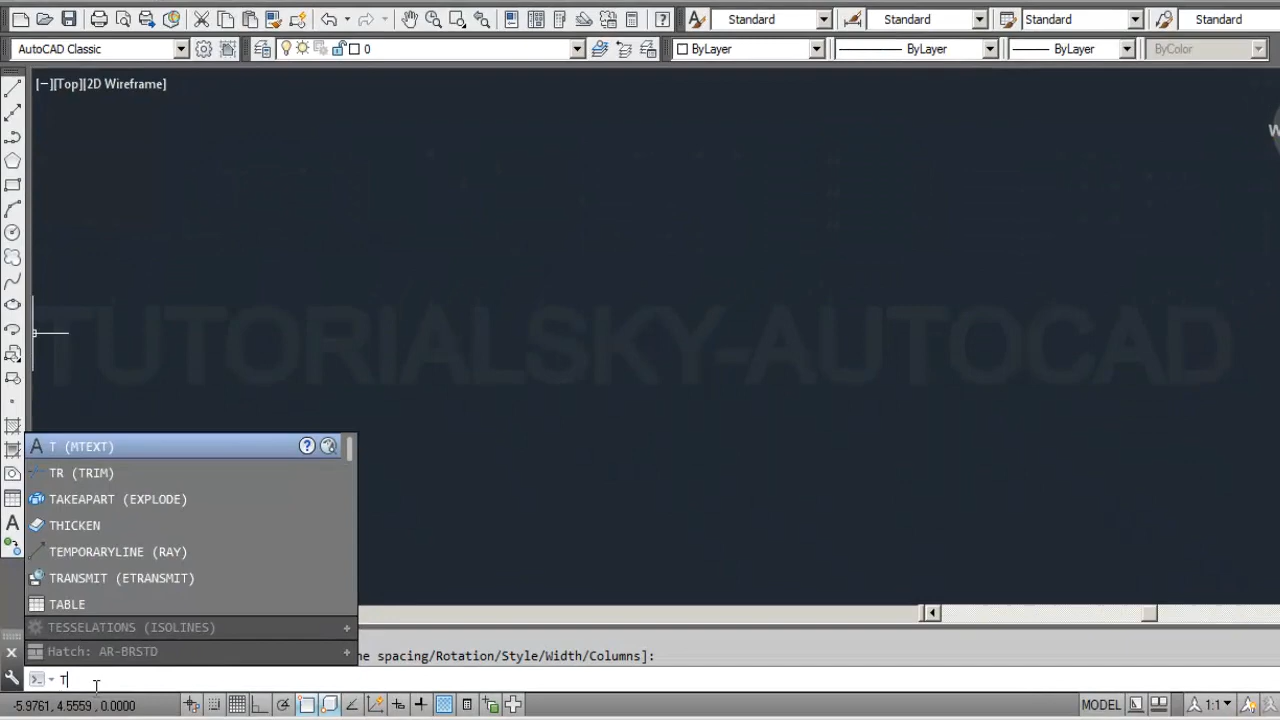 Standard Standard Standard Standard
AutoCAD Classic 0 ByLayer ByLayer ByLayer ByColor
[−][Top][2D Wireframe]
W
TUTORIALSKY-AUTOCAD
T (MTEXT)
TR (TRIM)
TAKEAPART (EXPLODE)
THICKEN
TEMPORARYLINE (RAY)
TRANSMIT (ETRANSMIT)
TABLE
TESSELATIONS (ISOLINES) +
Hatch: AR-BRSTD +
ne spacing/Rotation/Style/Width/Columns]:
T
-5.9761, 4.5559 , 0.0000 MODEL 1:1